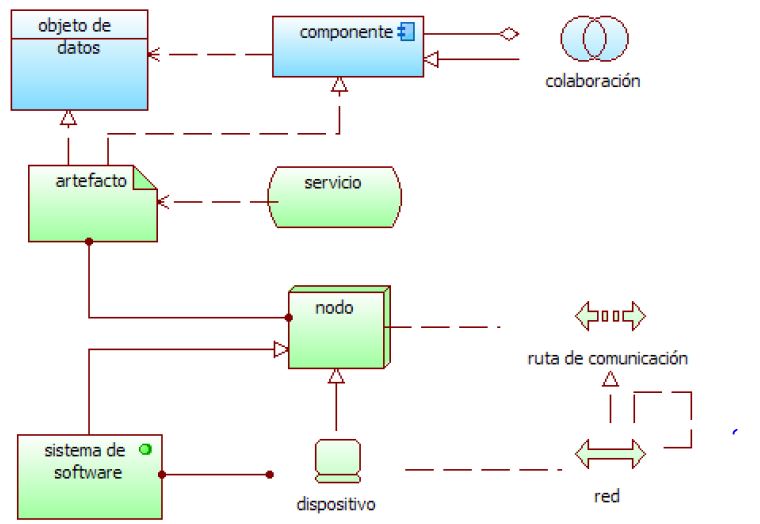 objeto de
datos
componente
colaboración
artefacto
servicio
nodo
ruta de comunicación
sistema de
software
dispositivo
red